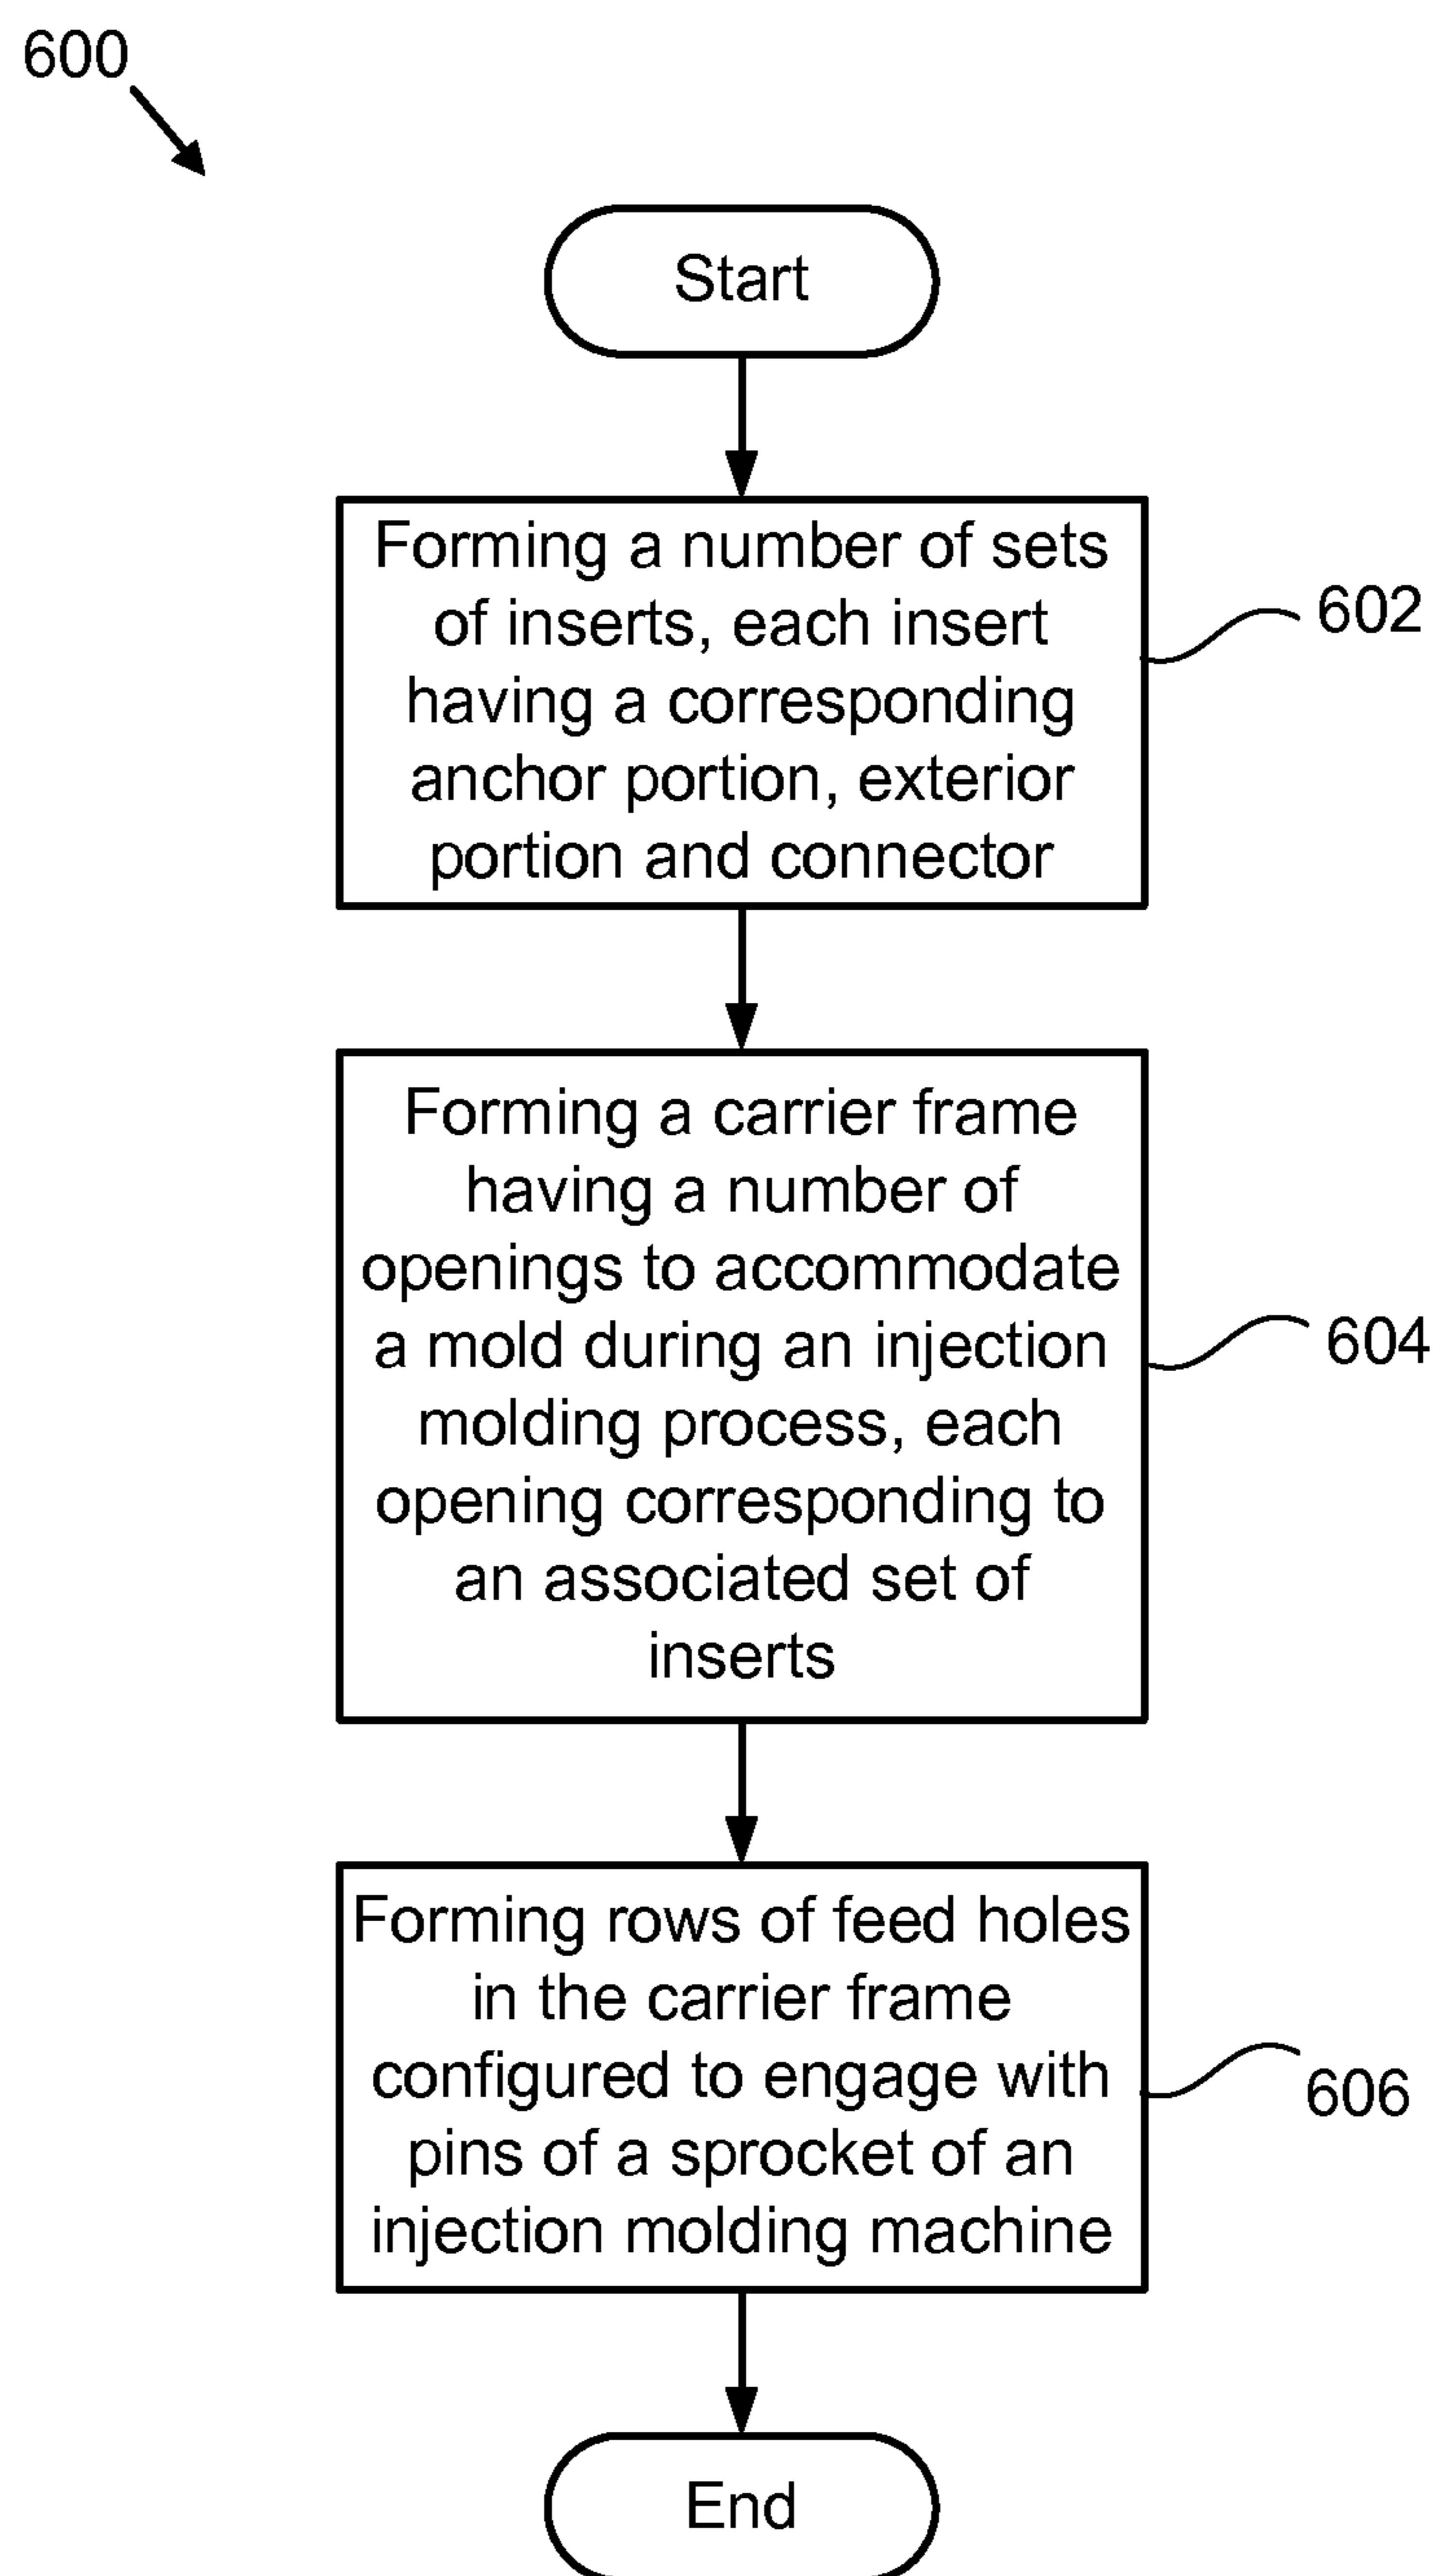 600
Start
Forming a number of sets
of inserts, each insert
having a corresponding
anchor portion, exterior
portion and connector
602
Forming a carrier frame
having a number of
openings to accommodate
a mold during an injection
molding process, each
opening corresponding to
an associated set of
inserts
604
Forming rows of feed holes
in the carrier frame
configured to engage with
pins of a sprocket of an
injection molding machine
606
End